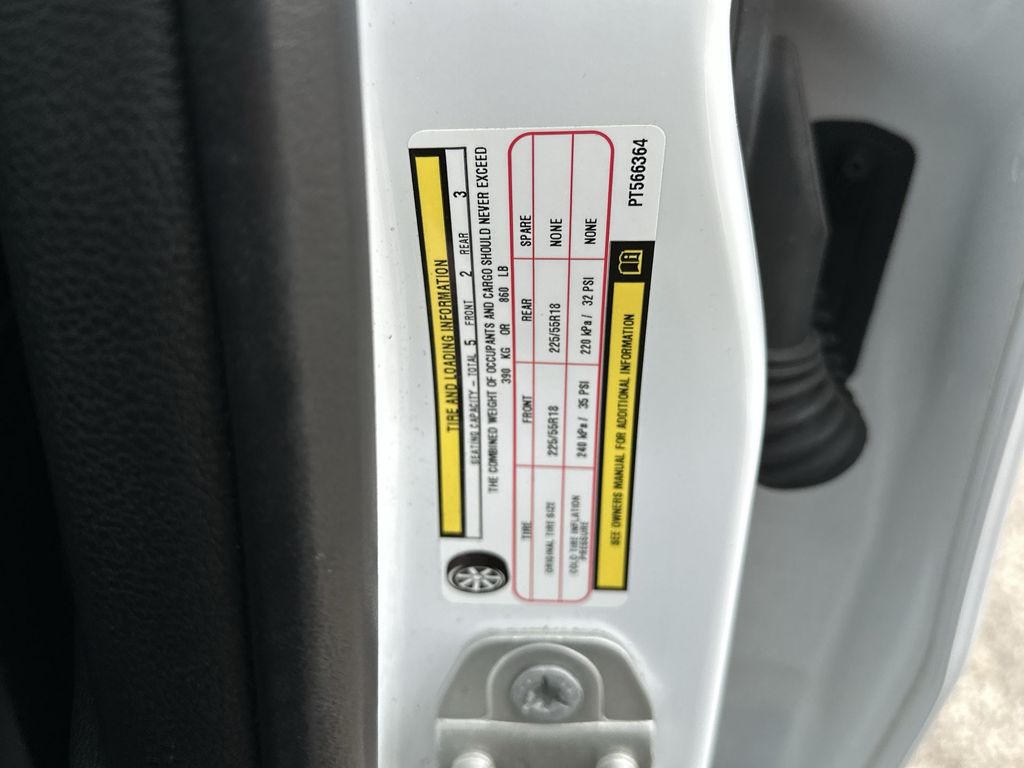 TIRE AND LOADING INFORMATION
SEATING CAPACITY - TOTAL 5 FRONT 2 REAR 3
THE COMBINED WEIGHT OF OCCUPANTS AND CARGO SHOULD NEVER EXCEED
390 KG OR 860 LB
TIRE FRONT REAR SPARE
ORIGINAL TIRE SIZE 225/55R18 225/55R18 NONE
COLD TIRE INFLATION PRESSURE 240 kPa / 35 PSI 220 kPa / 32 PSI NONE
SEE OWNERS MANUAL FOR ADDITIONAL INFORMATION
PT566364